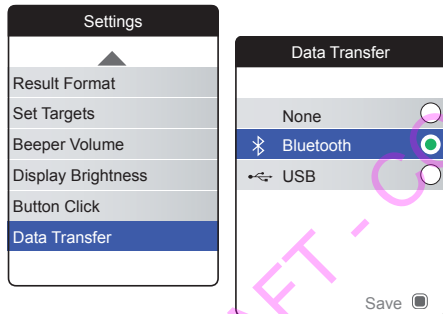 Settings
Result Format
Set Targets
Beeper Volume
Display Brightness
Button Click
Data Transfer
Data Transfer
None
Bluetooth
USB
Save